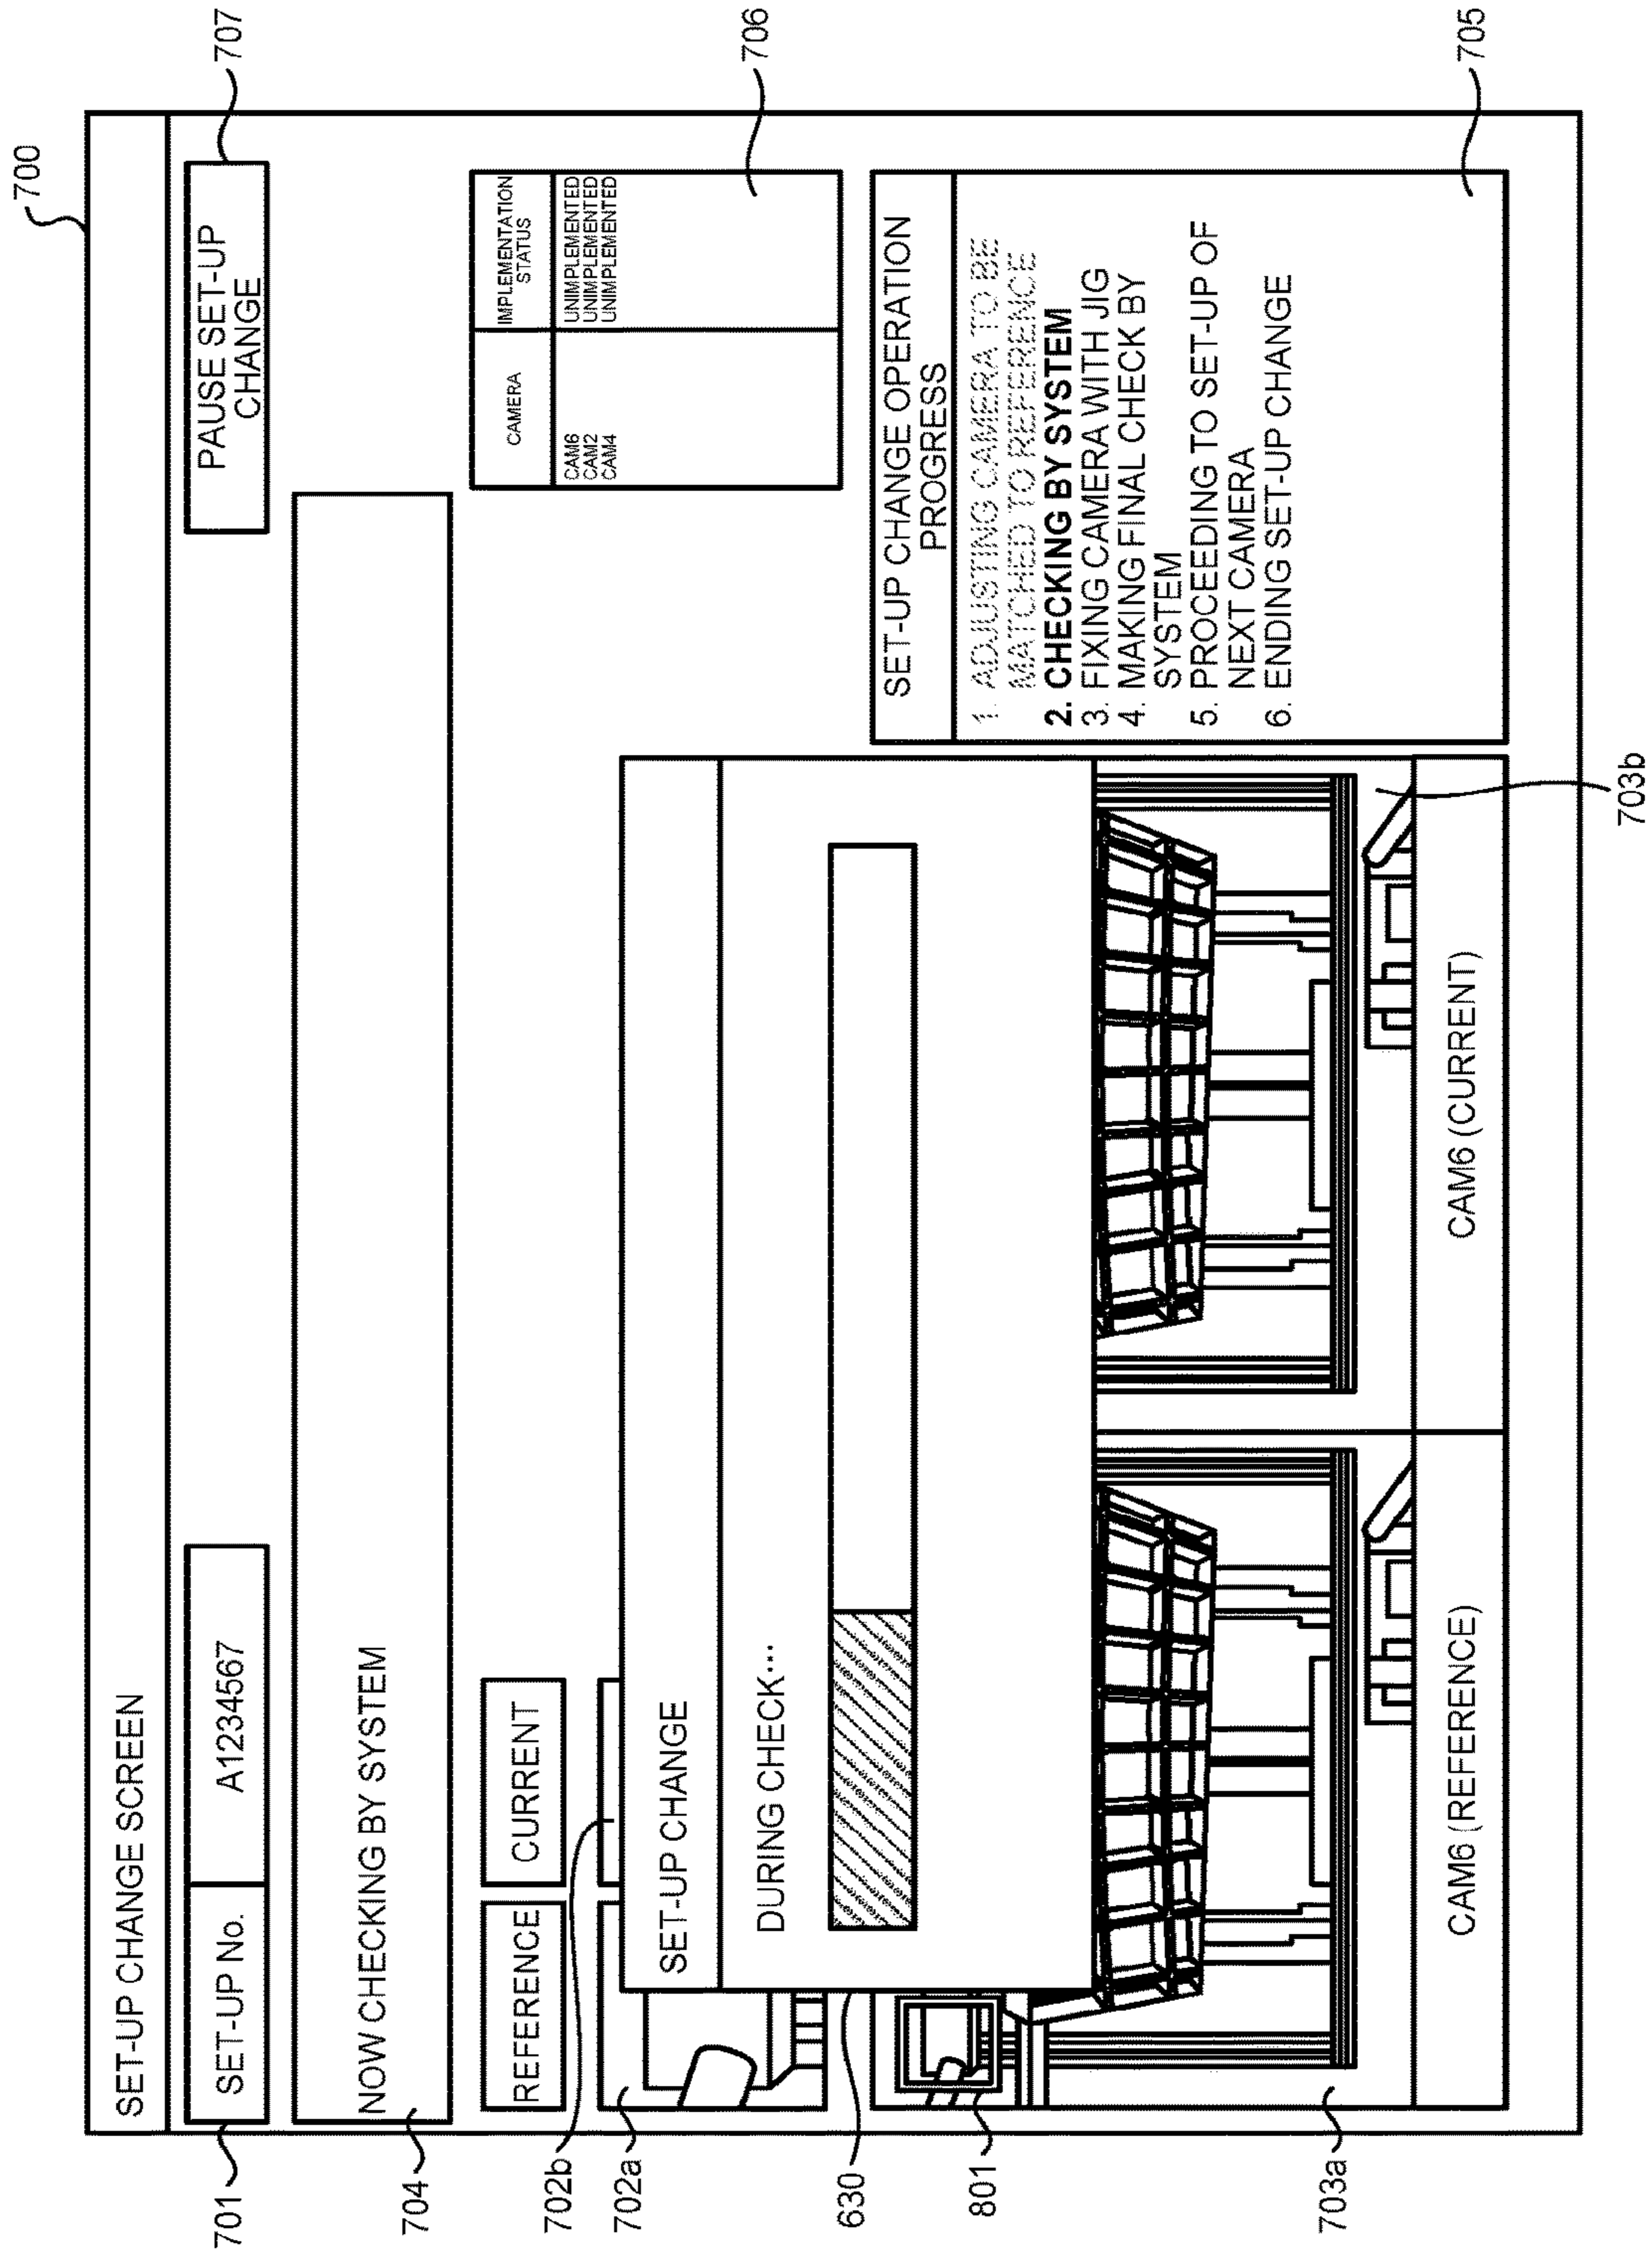 700
SET-UP CHANGE SCREEN
701
SET-UP No.
A1234567
PAUSE SET-UP
CHANGE
707
704
NOW CHECKING BY SYSTEM
REFERENCE
CURRENT
CAMERA
IMPLEMENTATION
STATUS
CAM6 UNIMPLEMENTED
CAM2 UNIMPLEMENTED
CAM4 UNIMPLEMENTED
706
702b
702a
SET-UP CHANGE
DURING CHECK...
630
801
703a
SET-UP CHANGE OPERATION
PROGRESS
1. ADJUSTING CAMERA TO BE
MATCHED TO REFERENCE
2. CHECKING BY SYSTEM
3. FIXING CAMERA WITH JIG
4. MAKING FINAL CHECK BY
SYSTEM
5. PROCEEDING TO SET-UP OF
NEXT CAMERA
6. ENDING SET-UP CHANGE
705
CAM6 (REFERENCE)
CAM6 (CURRENT)
703b